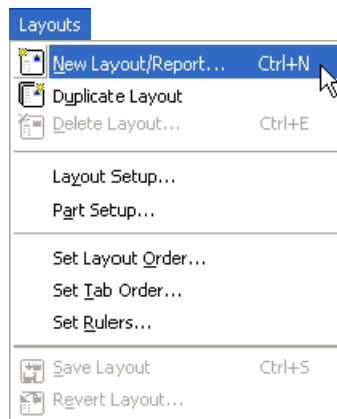 Layouts
New Layout/Report... Ctrl+N
Duplicate Layout
Delete Layout... Ctrl+E
Layout Setup...
Part Setup...
Set Layout Order...
Set Tab Order...
Set Rulers...
Save Layout Ctrl+S
Revert Layout...